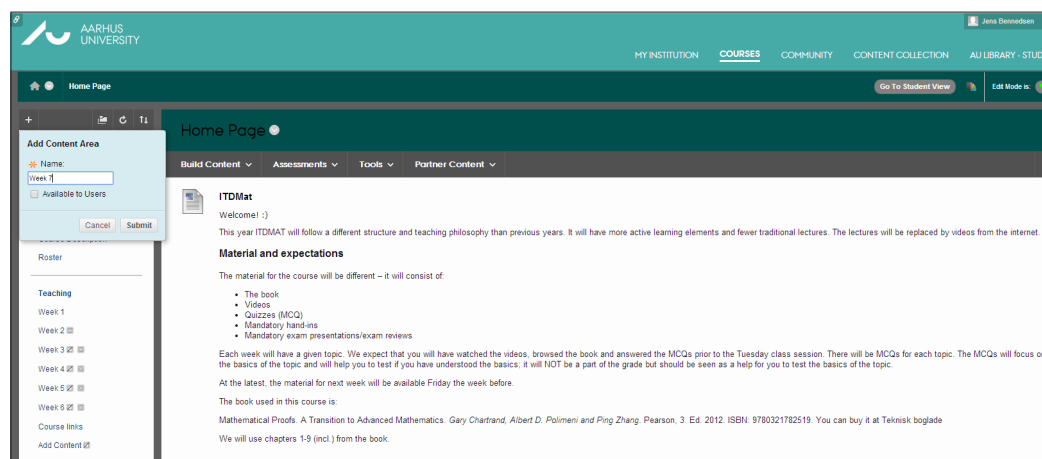 AARHUS
UNIVERSITY
Jens Bennedsen
MY INSTITUTION COURSES COMMUNITY CONTENT COLLECTION AU LIBRARY - STUD
Home Page
Go To Student View
Edit Mode is:
Home Page
Add Content Area
Name:
Week 7
Available to Users
Cancel Submit
Build Content Assessments Tools Partner Content
Roster
Teaching
Week 1
Week 2
Week 3
Week 4
Week 5
Week 6
Course links
Add Content
ITDMat
Welcome! :)
This year ITDMAT will follow a different structure and teaching philosophy than previous years. It will have more active learning elements and fewer traditional lectures. The lectures will be replaced by videos from the internet.
Material and expectations
The material for the course will be different – it will consist of:
• The book
• Videos
• Quizzes (MCQ)
• Mandatory hand-ins
• Mandatory exam presentations/exam reviews
Each week will have a given topic. We expect that you will have watched the videos, browsed the book and answered the MCQs prior to the Tuesday class session. There will be MCQs for each topic. The MCQs will focus o
the basics of the topic and will help you to test if you have understood the basics; it will NOT be a part of the grade but should be seen as a help for you to test the basics of the topic.
At the latest, the material for next week will be available Friday the week before.
The book used in this course is:
Mathematical Proofs. A Transition to Advanced Mathematics. Gary Chartrand, Albert D. Polimeni and Ping Zhang. Pearson, 3. Ed. 2012. ISBN: 9780321782519. You can buy it at Teknisk boglade
We will use chapters 1-9 (incl.) from the book.